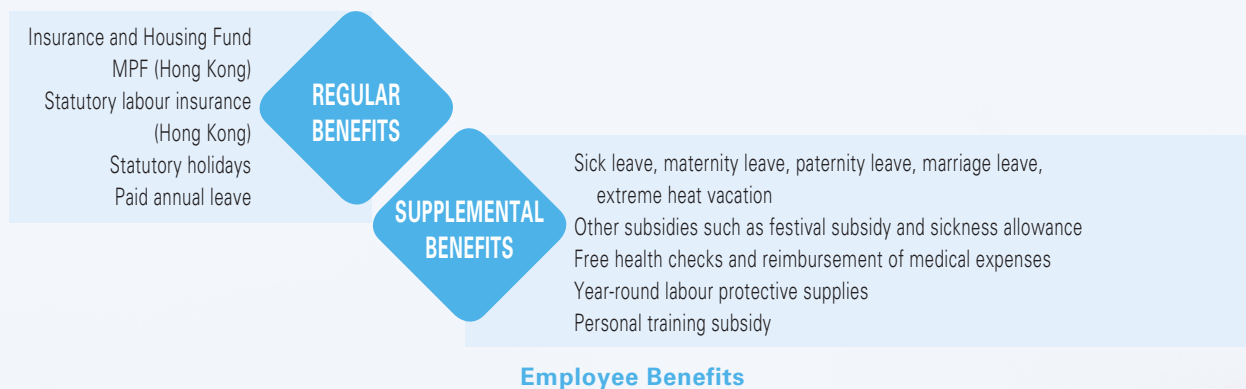 Insurance and Housing Fund
MPF (Hong Kong)
Statutory labour insurance
(Hong Kong)
Statutory holidays
Paid annual leave
REGULAR
BENEFITS
SUPPLEMENTAL
BENEFITS
Sick leave, maternity leave, paternity leave, marriage leave,
extreme heat vacation
Other subsidies such as festival subsidy and sickness allowance
Free health checks and reimbursement of medical expenses
Year-round labour protective supplies
Personal training subsidy
Employee Benefits